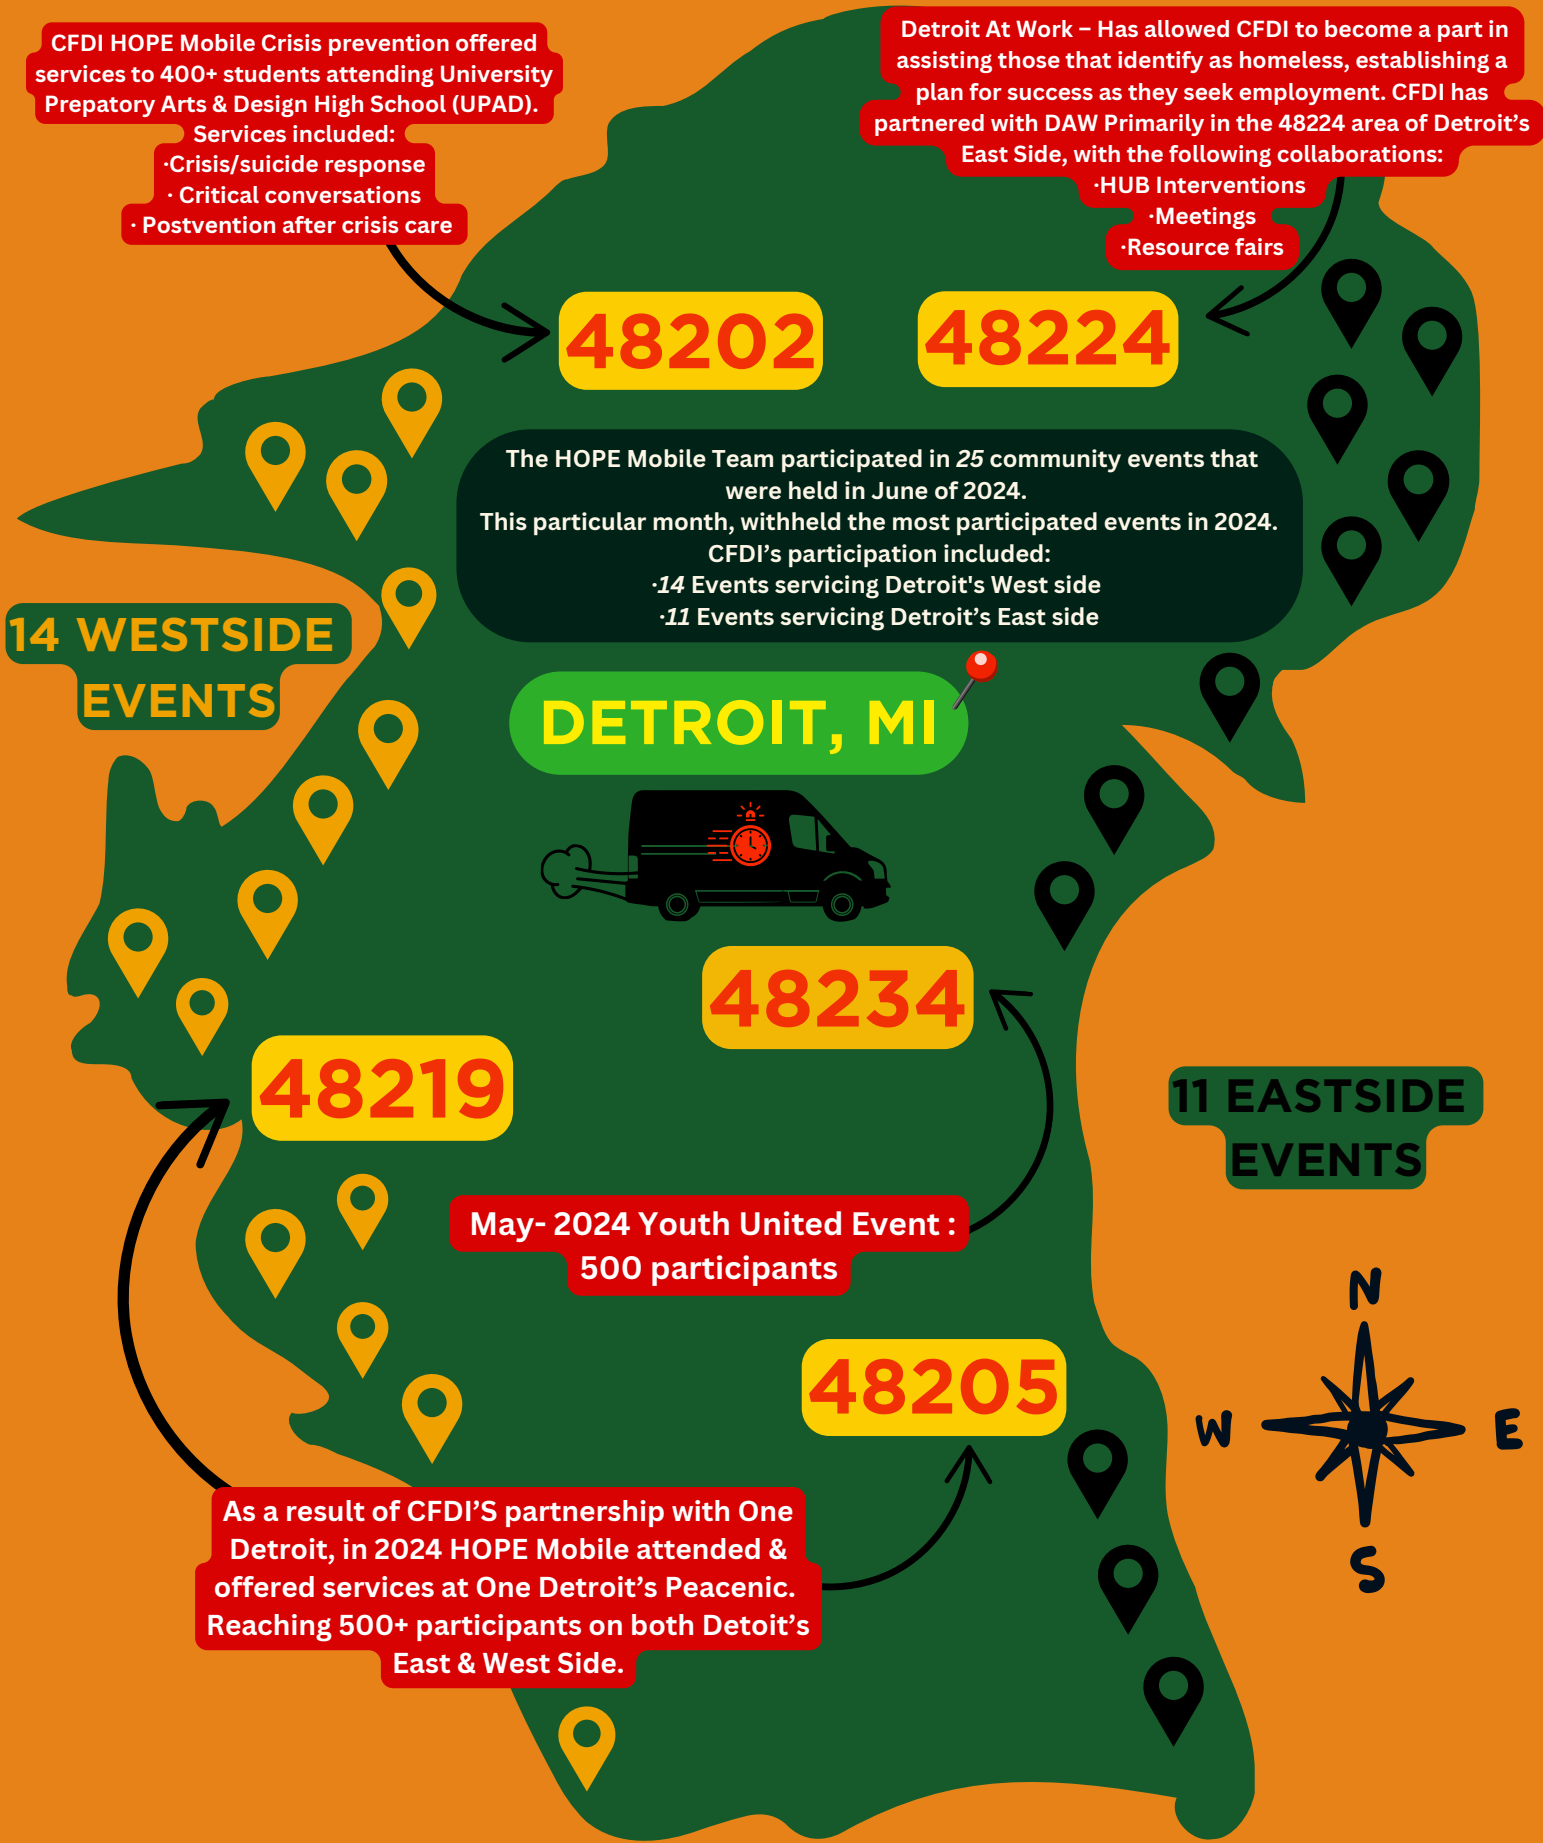 CFDI HOPE Mobile Crisis prevention offered
services to 400+ students attending University
Prepatory Arts & Design High School (UPAD).
Services included:
·Crisis/suicide response
· Critical conversations
· Postvention after crisis care
Detroit At Work – Has allowed CFDI to become a part in
assisting those that identify as homeless, establishing a
plan for success as they seek employment. CFDI has
partnered with DAW Primarily in the 48224 area of Detroit’s
East Side, with the following collaborations:
·HUB Interventions
·Meetings
·Resource fairs
48202
48224
The HOPE Mobile Team participated in 25 community events that
were held in June of 2024.
This particular month, withheld the most participated events in 2024.
CFDI’s participation included:
·14 Events servicing Detroit's West side
·11 Events servicing Detroit’s East side
14 WESTSIDE
EVENTS
DETROIT, MI
48234
48219
11 EASTSIDE
EVENTS
May- 2024 Youth United Event :
500 participants
48205
N
W
E
S
As a result of CFDI’S partnership with One
Detroit, in 2024 HOPE Mobile attended &
offered services at One Detroit’s Peacenic.
Reaching 500+ participants on both Detoit’s
East & West Side.